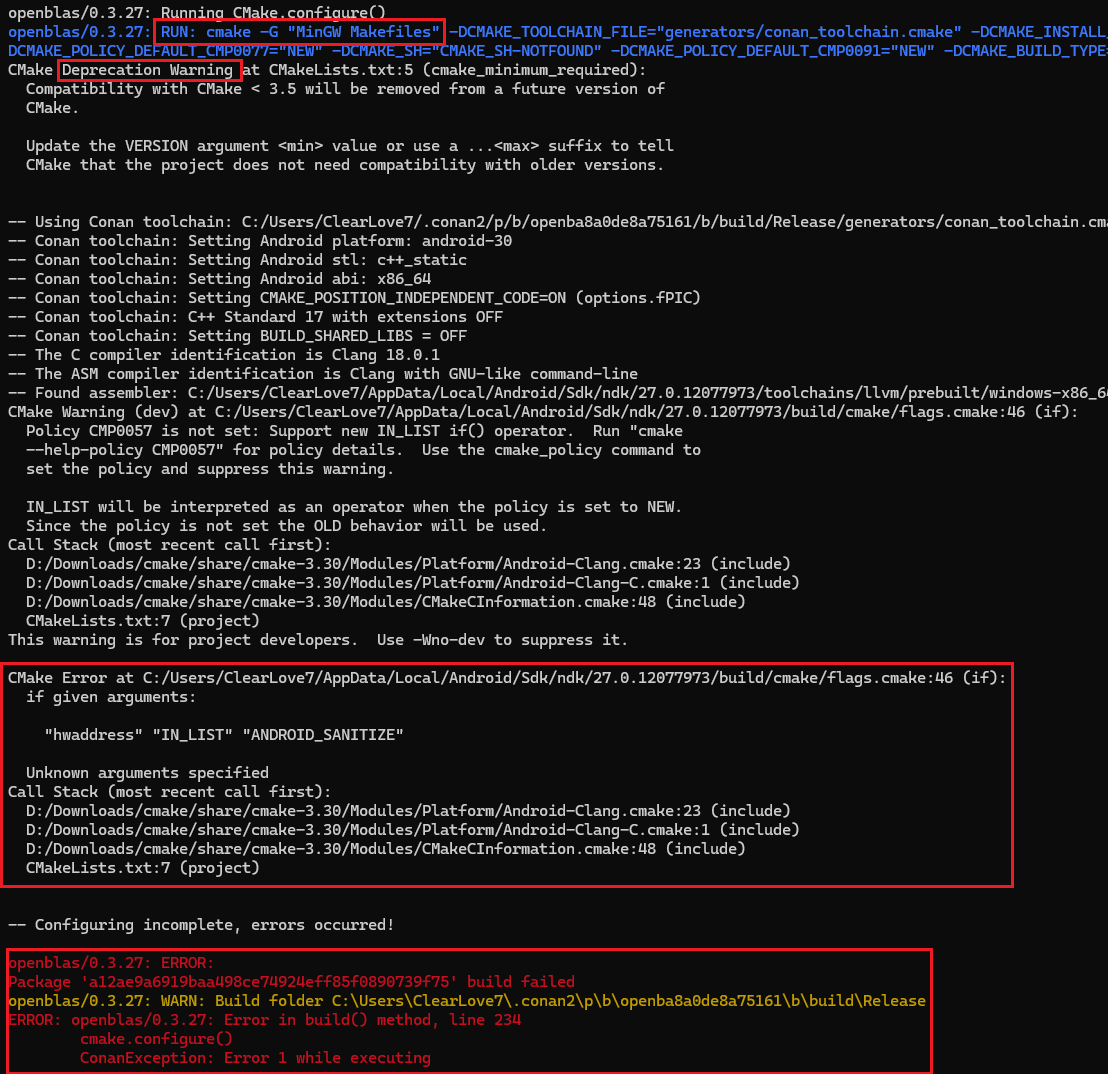 openblas/0.3.27: Running CMake.configure()
openblas/0.3.27: RUN: cmake -G "MinGW Makefiles" -DCMAKE_TOOLCHAIN_FILE="generators/conan_toolchain.cmake" -DCMAKE_INSTALL_
DCMAKE_POLICY_DEFAULT_CMP0077="NEW" -DCMAKE_SH="CMAKE_SH-NOTFOUND" -DCMAKE_POLICY_DEFAULT_CMP0091="NEW" -DCMAKE_BUILD_TYPE=
CMake Deprecation Warning at CMakeLists.txt:5 (cmake_minimum_required):
  Compatibility with CMake < 3.5 will be removed from a future version of
  CMake.
  Update the VERSION argument <min> value or use a ...<max> suffix to tell
  CMake that the project does not need compatibility with older versions.
-- Using Conan toolchain: C:/Users/ClearLove7/.conan2/p/b/openba8a0de8a75161/b/build/Release/generators/conan_toolchain.cma
-- Conan toolchain: Setting Android platform: android-30
-- Conan toolchain: Setting Android stl: c++_static
-- Conan toolchain: Setting Android abi: x86_64
-- Conan toolchain: Setting CMAKE_POSITION_INDEPENDENT_CODE=ON (options.fPIC)
-- Conan toolchain: C++ Standard 17 with extensions OFF
-- Conan toolchain: Setting BUILD_SHARED_LIBS = OFF
-- The C compiler identification is Clang 18.0.1
-- The ASM compiler identification is Clang with GNU-like command-line
-- Found assembler: C:/Users/ClearLove7/AppData/Local/Android/Sdk/ndk/27.0.12077973/toolchains/llvm/prebuilt/windows-x86_64
CMake Warning (dev) at C:/Users/ClearLove7/AppData/Local/Android/Sdk/ndk/27.0.12077973/build/cmake/flags.cmake:46 (if):
  Policy CMP0057 is not set: Support new IN_LIST if() operator.  Run "cmake
  --help-policy CMP0057" for policy details.  Use the cmake_policy command to
  set the policy and suppress this warning.
  IN_LIST will be interpreted as an operator when the policy is set to NEW.
  Since the policy is not set the OLD behavior will be used.
Call Stack (most recent call first):
  D:/Downloads/cmake/share/cmake-3.30/Modules/Platform/Android-Clang.cmake:23 (include)
  D:/Downloads/cmake/share/cmake-3.30/Modules/Platform/Android-Clang-C.cmake:1 (include)
  D:/Downloads/cmake/share/cmake-3.30/Modules/CMakeCInformation.cmake:48 (include)
  CMakeLists.txt:7 (project)
This warning is for project developers.  Use -Wno-dev to suppress it.
CMake Error at C:/Users/ClearLove7/AppData/Local/Android/Sdk/ndk/27.0.12077973/build/cmake/flags.cmake:46 (if):
  if given arguments:
    "hwaddress" "IN_LIST" "ANDROID_SANITIZE"
  Unknown arguments specified
Call Stack (most recent call first):
  D:/Downloads/cmake/share/cmake-3.30/Modules/Platform/Android-Clang.cmake:23 (include)
  D:/Downloads/cmake/share/cmake-3.30/Modules/Platform/Android-Clang-C.cmake:1 (include)
  D:/Downloads/cmake/share/cmake-3.30/Modules/CMakeCInformation.cmake:48 (include)
  CMakeLists.txt:7 (project)
-- Configuring incomplete, errors occurred!
openblas/0.3.27: ERROR:
Package 'a12ae9a6919baa498ce74924eff85f0890739f75' build failed
openblas/0.3.27: WARN: Build folder C:\Users\ClearLove7\.conan2\p\b\openba8a0de8a75161\b\build\Release
ERROR: openblas/0.3.27: Error in build() method, line 234
        cmake.configure()
        ConanException: Error 1 while executing